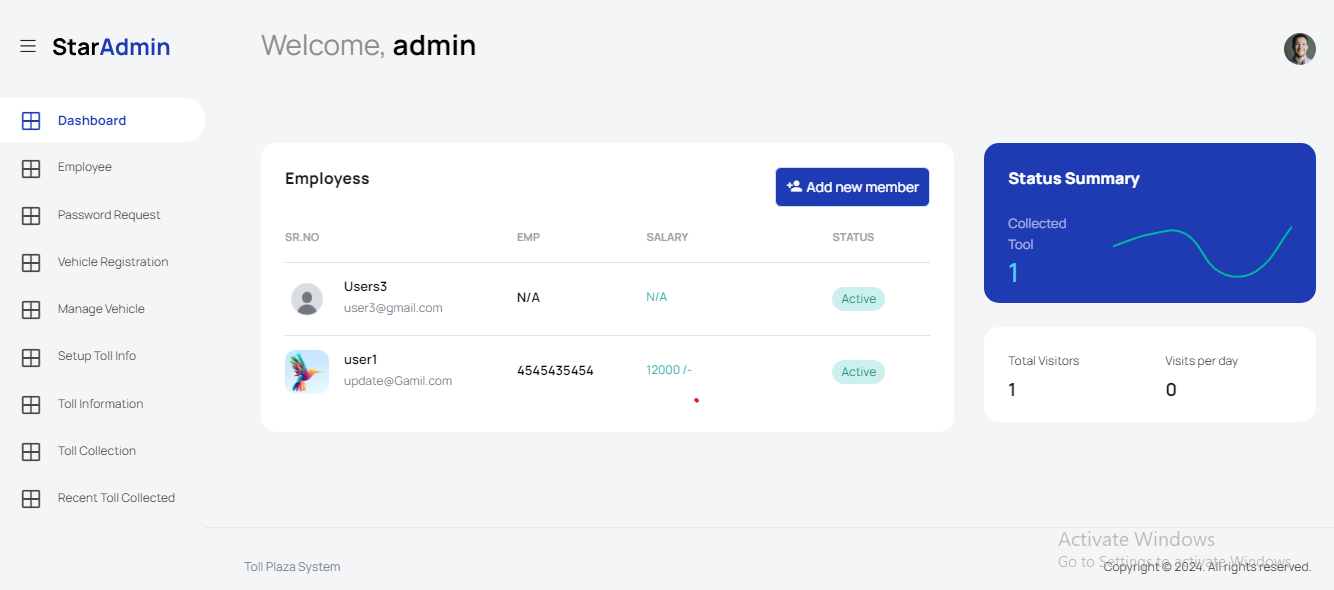 StarAdmin
Welcome, admin
Dashboard
Employee
Password Request
Vehicle Registration
Manage Vehicle
Setup Toll Info
Toll Information
Toll Collection
Recent Toll Collected
Employess
Add new member
SR.NO EMP SALARY STATUS
Users3
user3@gmail.com
N/A
N/A
Active
user1
update@Gamil.com
4545435454
12000 /-
Active
Status Summary
Collected
Tool
1
Total Visitors
1
Visits per day
0
Toll Plaza System
Activate Windows
Go to Settings to activate Windows.
Copyright © 2024. All rights reserved.